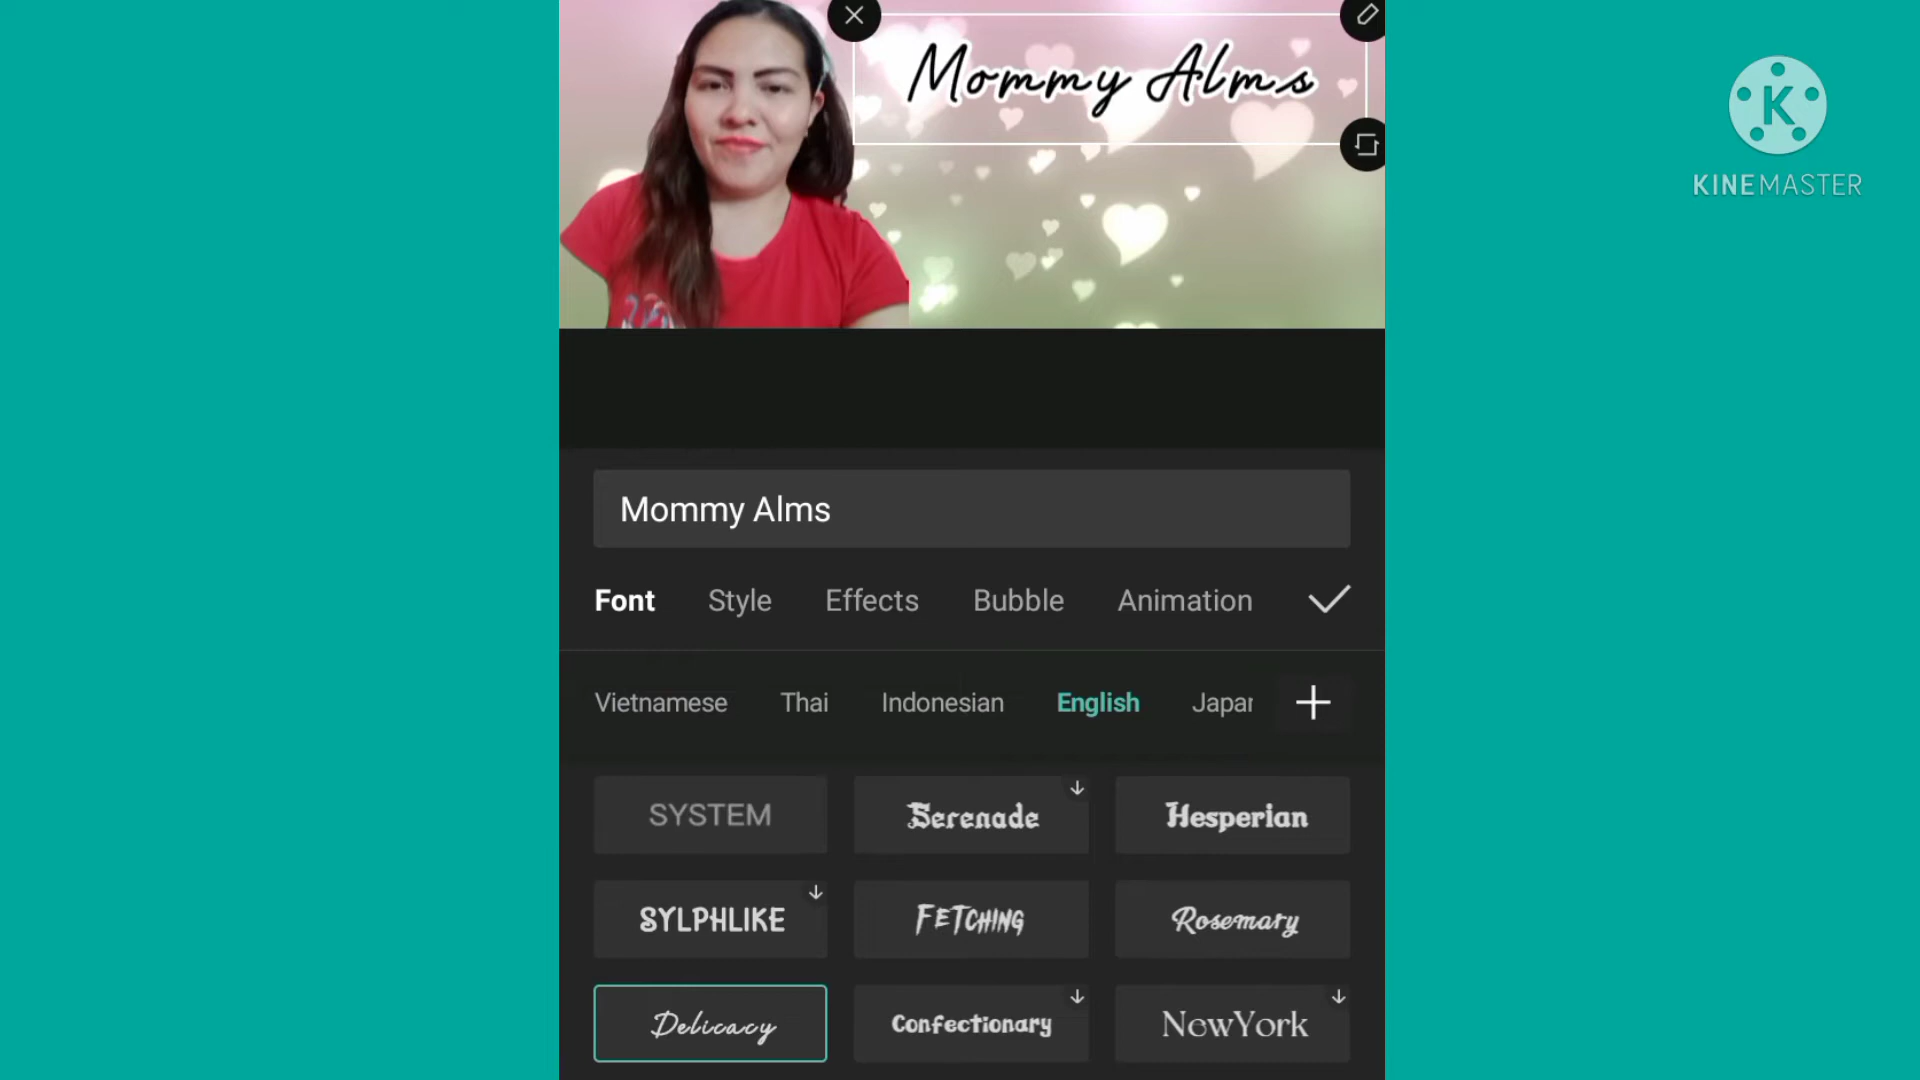 Mommy Alms
K
KINEMASTER
Mommy Alms
Font Style Effects Bubble Animation
Vietnamese Thai Indonesian English Japan
SYSTEM Serenade Hesperian
SYLPHLIKE FETCHING Rosemary
Delicacy Confectionary NewYork